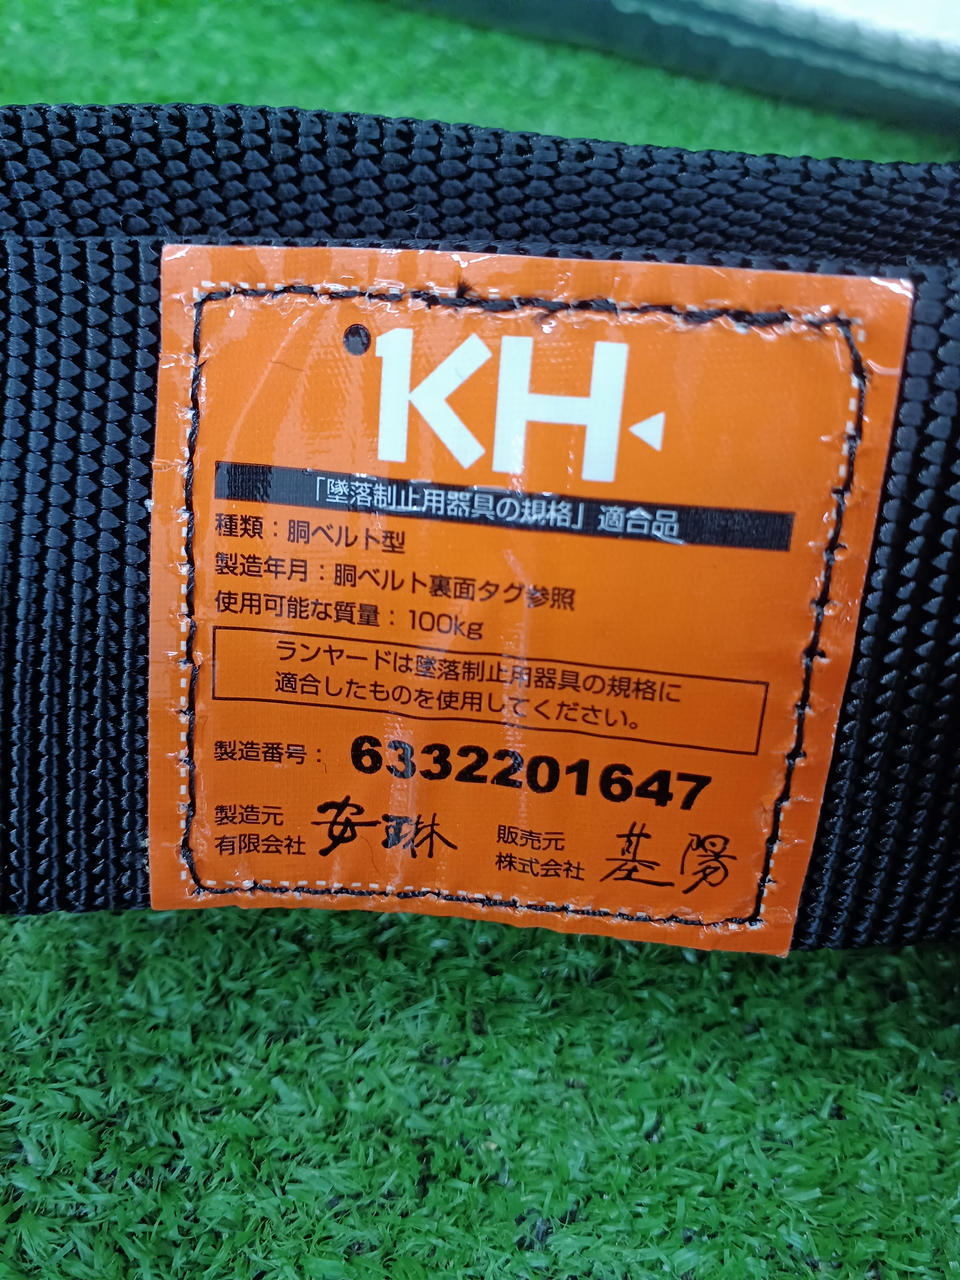 KH
「墜落制止用器具の規格」適合品
種類：胴ベルト型
製造年月：胴ベルト裏面タグ参照
使用可能な質量：100kg
ランヤードは墜落制止用器具の規格に
適合したものを使用してください。
製造番号：6332201647
製造元
有限会社 安琳
販売元
株式会社 基陽